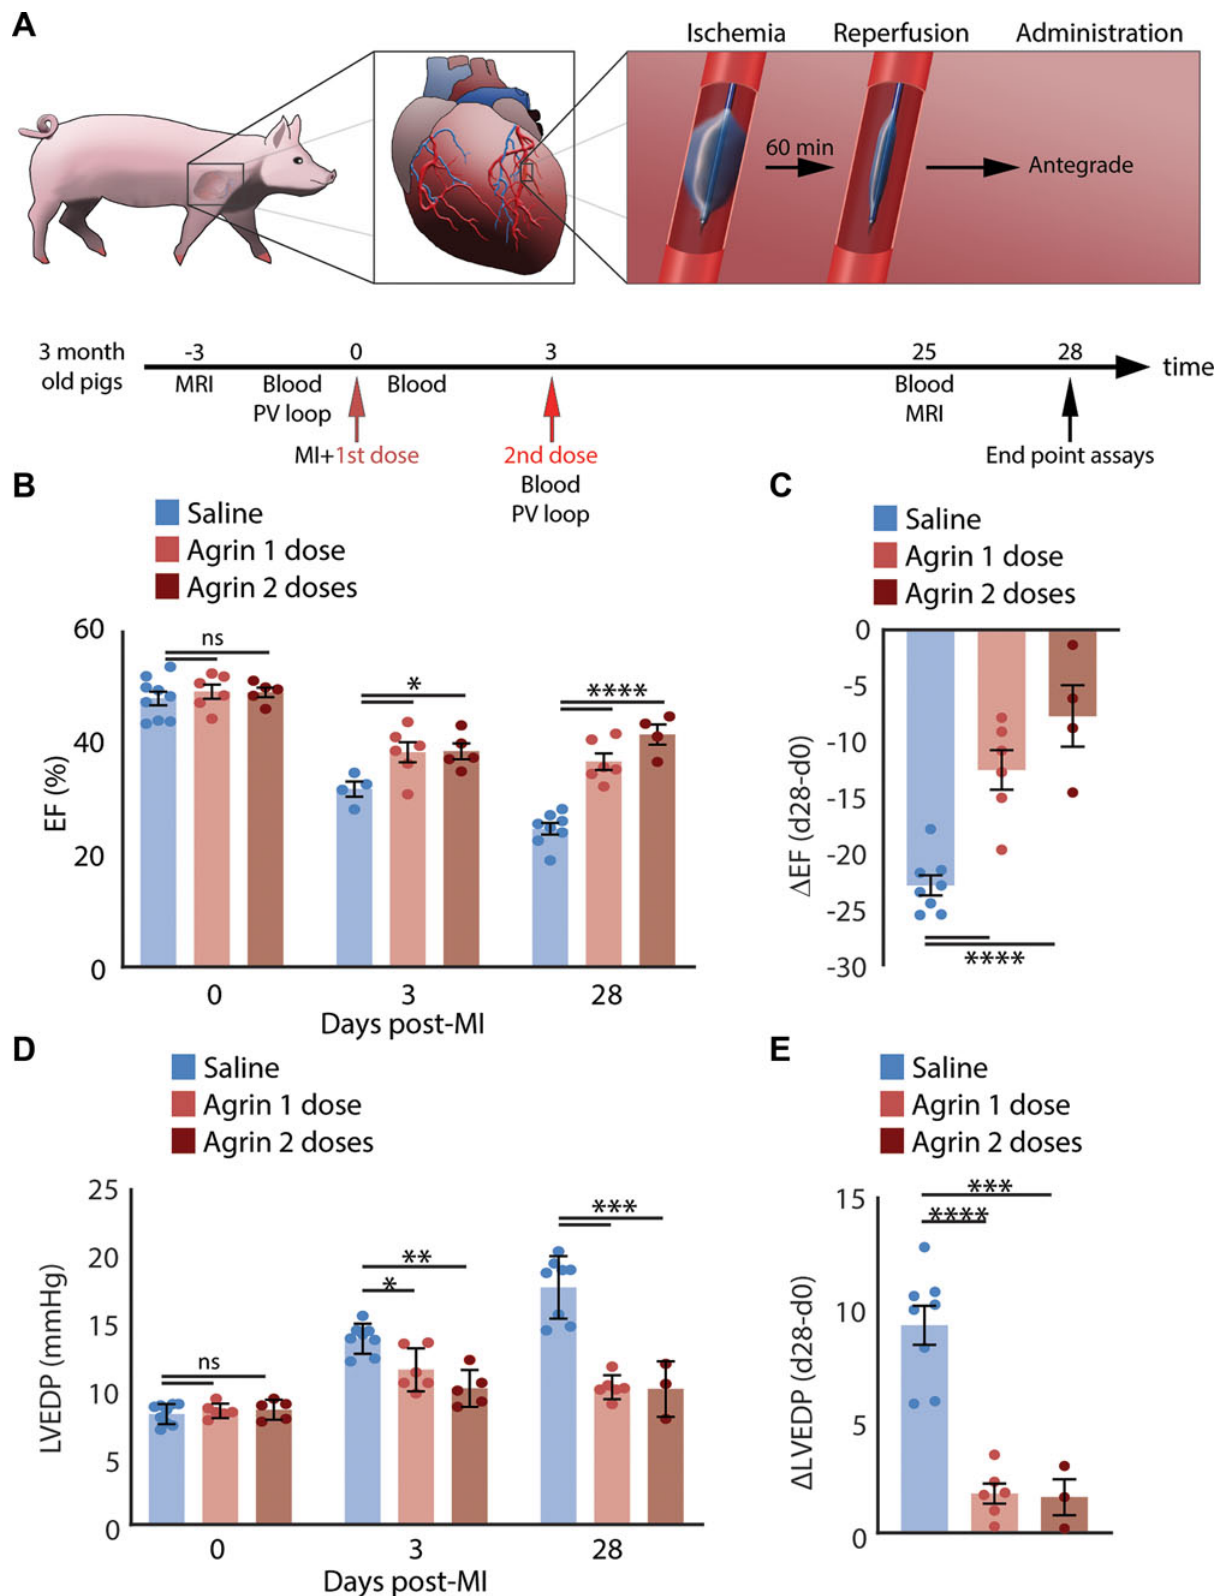 A
Ischemia Reperfusion Administration
60 min
Antegrade
3 month
old pigs
-3 0 3 25 28
time
MRI Blood Blood Blood
PV loop MRI
MI+1st dose 2nd dose End point assays
Blood
PV loop
B
Saline
Agrin 1 dose
Agrin 2 doses
60
40
20
0
EF (%)
ns
*
****
0 3 28
Days post-MI
C
Saline
Agrin 1 dose
Agrin 2 doses
0
-5
-10
-15
-20
-25
-30
ΔEF (d28-d0)
****
D
Saline
Agrin 1 dose
Agrin 2 doses
25
20
15
10
5
0
LVEDP (mmHg)
ns
**
*
***
0 3 28
Days post-MI
E
Saline
Agrin 1 dose
Agrin 2 doses
15
10
5
0
ΔLVEDP (d28-d0)
***
****